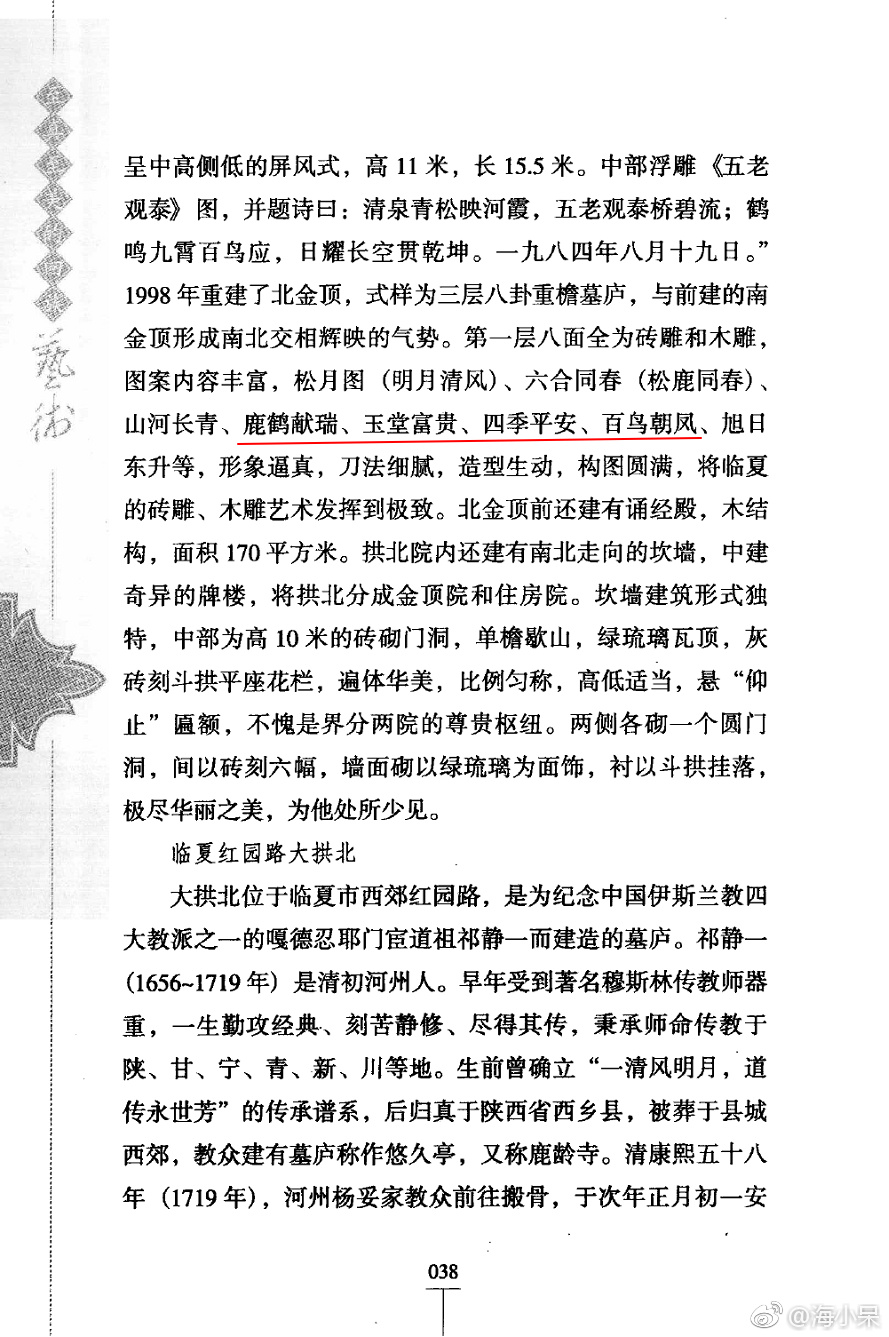 艺術
呈中高侧低的屏风式，高 11 米，长 15.5 米。中部浮雕《五老
观泰》图，并题诗曰：清泉青松映河霞，五老观泰桥碧流；鹤
鸣九霄百鸟应，日耀长空贯乾坤。一九八四年八月十九日。”
1998 年重建了北金顶，式样为三层八卦重檐墓庐，与前建的南
金顶形成南北交相辉映的气势。第一层八面全为砖雕和木雕，
图案内容丰富，松月图（明月清风）、六合同春（松鹿同春）、
山河长青、鹿鹤献瑞、玉堂富贵、四季平安、百鸟朝凤、旭日
东升等，形象逼真，刀法细腻，造型生动，构图圆满，将临夏
的砖雕、木雕艺术发挥到极致。北金顶前还建有诵经殿，木结
构，面积 170 平方米。拱北院内还建有南北走向的坎墙，中建
奇异的牌楼，将拱北分成金顶院和住房院。坎墙建筑形式独
特，中部为高 10 米的砖砌门洞，单檐歇山，绿琉璃瓦顶，灰
砖刻斗拱平座花栏，遍体华美，比例匀称，高低适当，悬“仰
止”匾额，不愧是界分两院的尊贵枢纽。两侧各砌一个圆门
洞，间以砖刻六幅，墙面砌以绿琉璃为面饰，衬以斗拱挂落，
极尽华丽之美，为他处所少见。
临夏红园路大拱北
大拱北位于临夏市西郊红园路，是为纪念中国伊斯兰教四
大教派之一的嘎德忍耶门宦道祖祁静一而建造的墓庐。祁静一
（1656~1719 年）是清初河州人。早年受到著名穆斯林传教师器
重，一生勤攻经典、刻苦静修、尽得其传，秉承师命传教于
陕、甘、宁、青、新、川等地。生前曾确立“一清风明月，道
传永世芳”的传承谱系，后归真于陕西省西乡县，被葬于县城
西郊，教众建有墓庐称作悠久亭，又称鹿龄寺。清康熙五十八
年（1719 年），河州杨妥家教众前往搬骨，于次年正月初一安
038
@海小呆